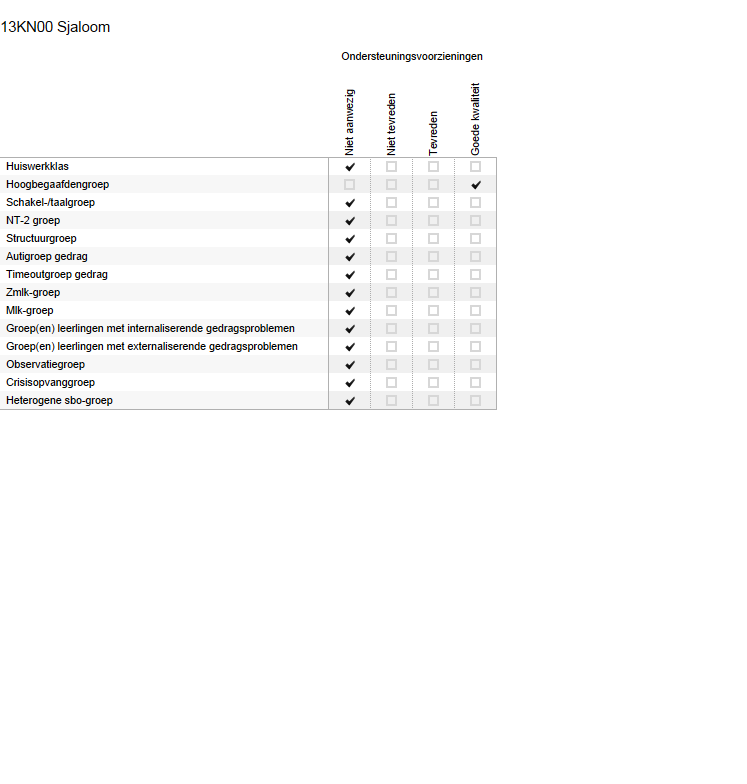 13KN00 Sjaloom
Ondersteuningsvoorzieningen
Niet aanwezig
Niet tevreden
Tevreden
Goede kwaliteit
Huiswerkklas
Hoogbegaafdengroep
Schakel-/taalgroep
NT-2 groep
Structuurgroep
Autigroep gedrag
Timeoutgroep gedrag
Zmlk-groep
Mlk-groep
Groep(en) leerlingen met internaliserende gedragsproblemen
Groep(en) leerlingen met externaliserende gedragsproblemen
Observatiegroep
Crisisopvanggroep
Heterogene sbo-groep